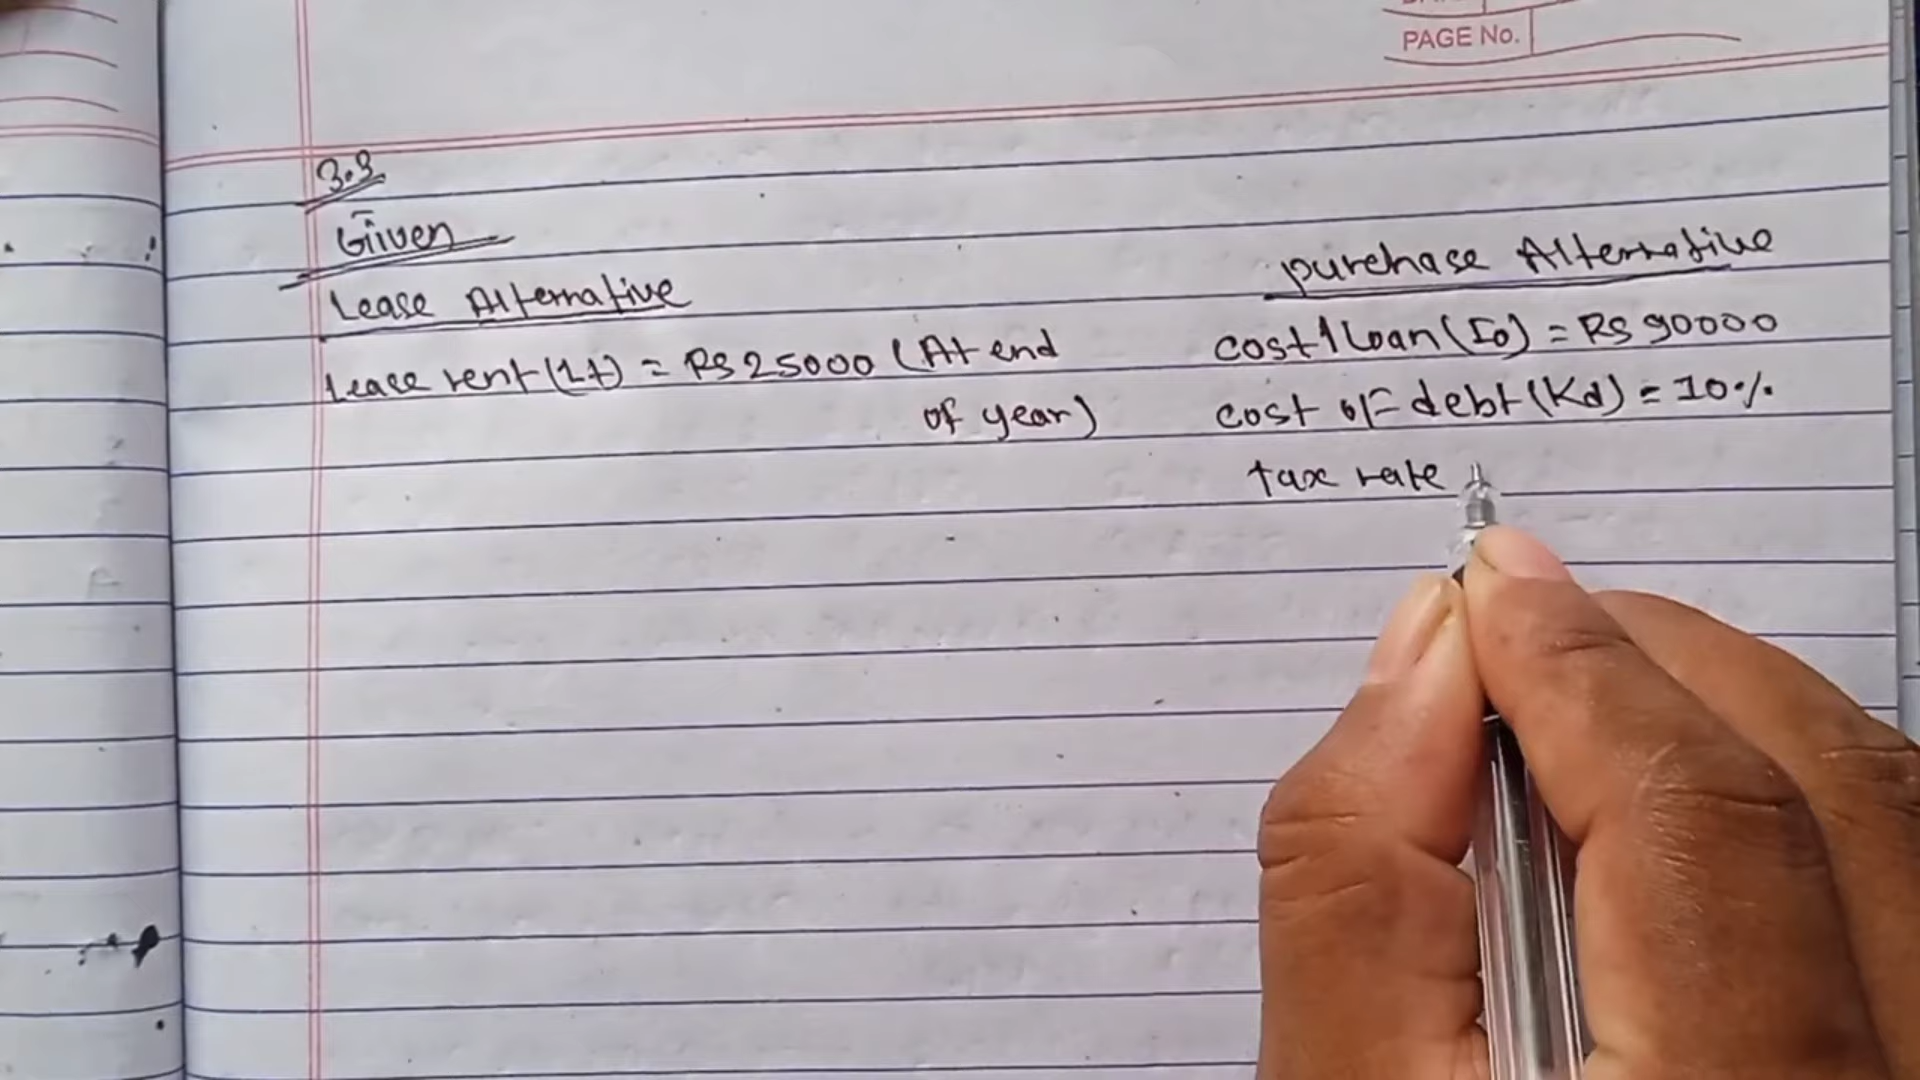 PAGE No.
3.3
Given
Lease Alternative
Lease rent (Lt) = RS 25000 (At end
of year)
purchase Alternative
cost / Loan (I0) = RS 90000
cost of debt (Kd) = 10%
tax rate